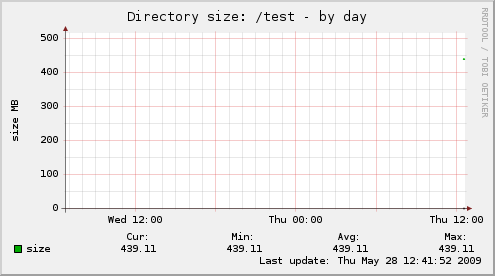 Directory size: /test - by day
RRDTOOL / TOBI OETIKER
size MB
500
400
300
200
100
0
Wed 12:00 Thu 00:00 Thu 12:00
Cur: Min: Avg: Max:
size 439.11 439.11 439.11 439.11
Last update: Thu May 28 12:41:52 2009